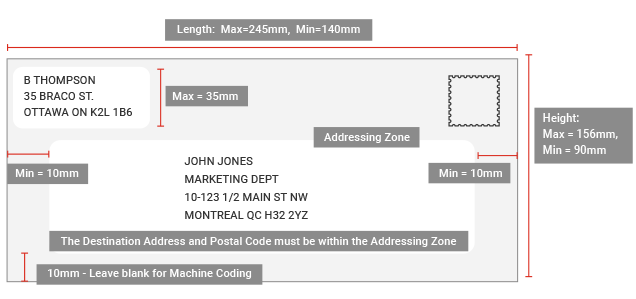 Length: Max=245mm, Min=140mm
B THOMPSON
35 BRACO ST.
OTTAWA ON K2L 1B6
Max = 35mm
Height:
Max = 156mm,
Min = 90mm
Addressing Zone
Min = 10mm
Min = 10mm
JOHN JONES
MARKETING DEPT
10-123 1/2 MAIN ST NW
MONTREAL QC H32 2YZ
The Destination Address and Postal Code must be within the Addressing Zone
10mm - Leave blank for Machine Coding